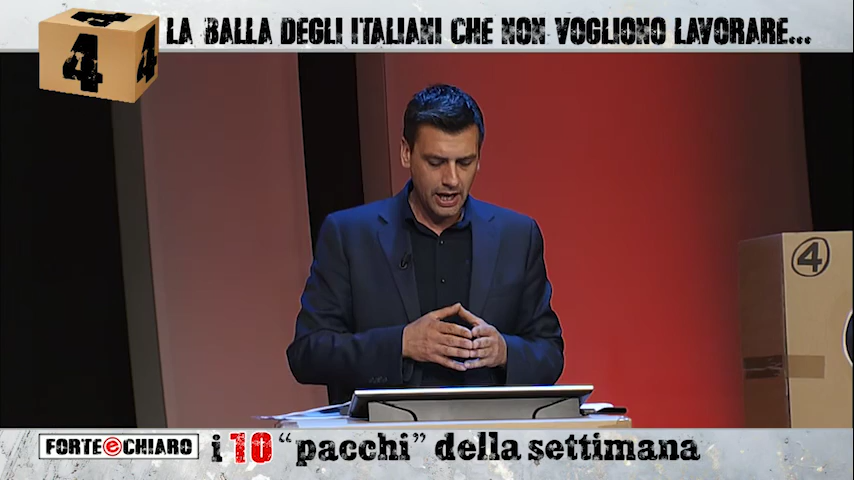 4 4 4
LA BALLA DEGLI ITALIANI CHE NON VOGLIONO LAVORARE...
4
FORTE e CHIARO
i 10 "pacchi" della settimana